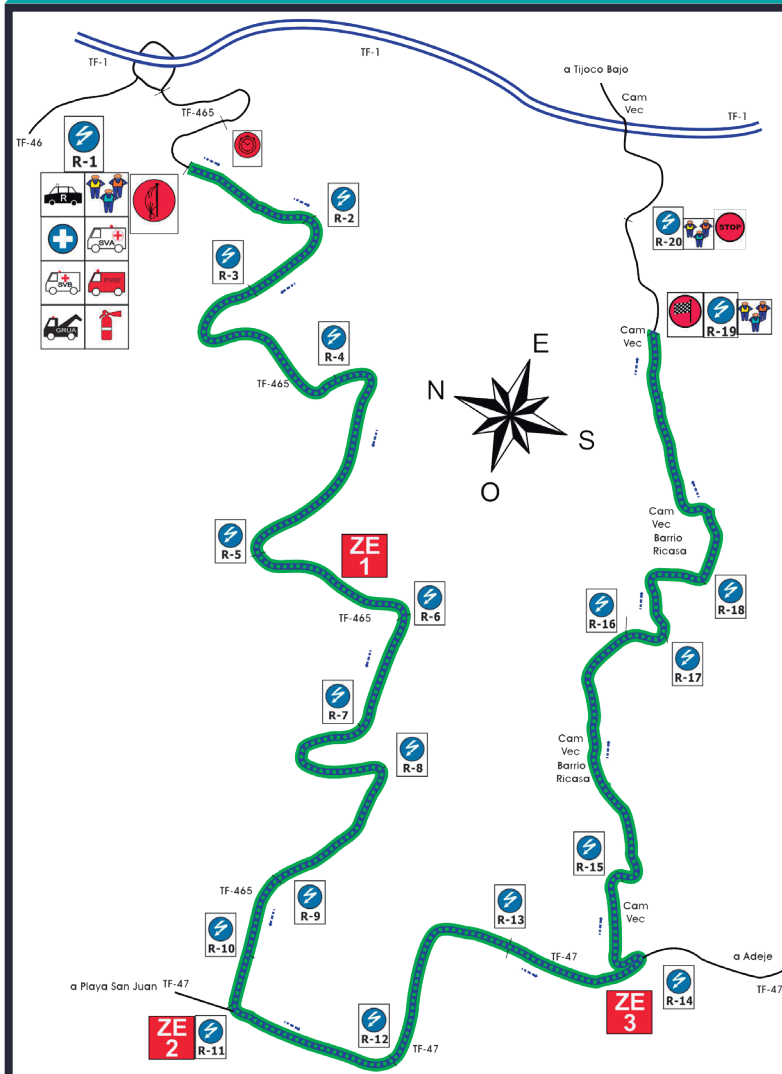 TF-1
TF-1
a Tijoco Bajo
Cam
Vec
TF-1
TF-465
TF-46
R-1
R
SVA
SVB
FIRE
GRUA
R-2
R-3
R-4
TF-465
R-20
STOP
R-19
Cam
Vec
E
N
S
O
R-5
ZE
1
Cam
Vec
Barrio
Ricasa
TF-465
R-6
R-16
R-18
R-17
R-7
R-8
Cam
Vec
Barrio
Ricasa
R-15
TF-465
R-9
R-13
Cam
Vec
R-10
TF-47
a Adeje
TF-47
a Playa San Juan TF-47
R-14
ZE
2
R-11
R-12
TF-47
ZE
3